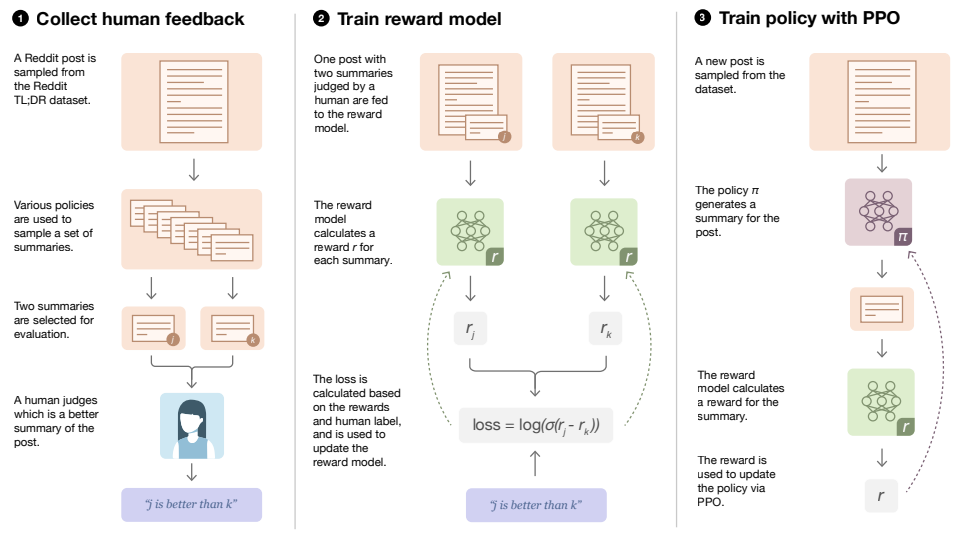 1 Collect human feedback
A Reddit post is
sampled from
the Reddit
TL;DR dataset.
Various policies
are used to
sample a set of
summaries.
Two summaries
are selected for
evaluation.
j
k
A human judges
which is a better
summary of the
post.
“j is better than k”
2 Train reward model
One post with
two summaries
judged by a
human are fed
to the reward
model.
j
k
The reward
model
calculates a
reward r for
each summary.
r
r
rj
rk
The loss is
calculated based
on the rewards
and human label,
and is used to
update the
reward model.
loss = log(σ(rj - rk))
“j is better than k”
3 Train policy with PPO
A new post is
sampled from the
dataset.
The policy π
generates a
summary for the
post.
π
The reward
model calculates
a reward for the
summary.
r
The reward is
used to update
the policy via
PPO.
r